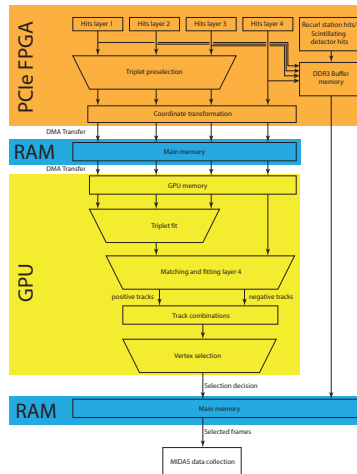 Hits layer 1
Hits layer 2
Hits layer 3
Hits layer 4
Recurl station hits/
Scintillating
detector hits
PCIe FPGA
Triplet preselection
DDR3 Buffer
memory
Coordinate transformation
DMA Transfer
RAM
Main memory
DMA Transfer
GPU
GPU memory
Triplet fit
Matching and fitting layer 4
positive tracks
negative tracks
Track combinations
Vertex selection
Selection decision
RAM
Main memory
Selected frames
MIDAS data collection